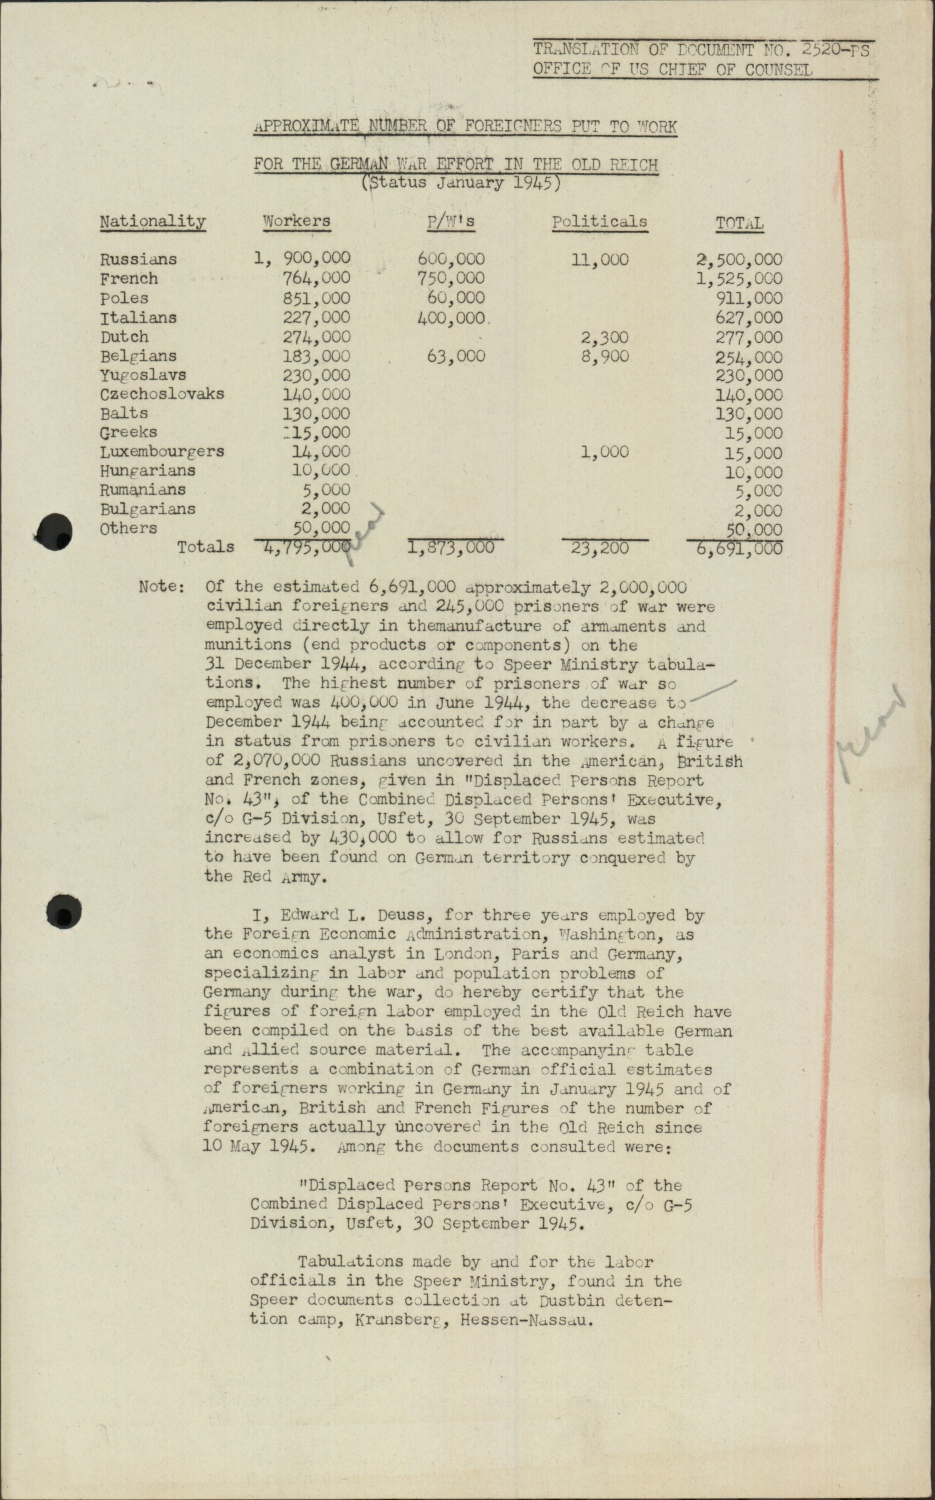 TRANSLATION OF DOCUMENT NO. 2520-PS
OFFICE OF US CHIEF OF COUNSEL
APPROXIMATE NUMBER OF FOREIGNERS PUT TO WORK
FOR THE GERMAN WAR EFFORT IN THE OLD REICH
(Status January 1945)
Nationality Workers P/W's Politicals TOTAL
Russians 1, 900,000 600,000 11,000 2,500,000
French 764,000 750,000 1,525,000
Poles 851,000 60,000 911,000
Italians 227,000 400,000. 627,000
Dutch 274,000 2,300 277,000
Belgians 183,000 63,000 8,900 254,000
Yugoslavs 230,000 230,000
Czechoslovaks 140,000 140,000
Balts 130,000 130,000
Greeks 15,000 15,000
Luxembourgers 14,000 1,000 15,000
Hungarians 10,000 10,000
Rumanians 5,000 5,000
Bulgarians 2,000 2,000
Others 50,000 50,000
Totals 4,795,000 1,873,000 23,200 6,691,000
read
Note: Of the estimated 6,691,000 approximately 2,000,000
civilian foreigners and 245,000 prisoners of war were
employed directly in themanufacture of armaments and
munitions (end products or components) on the
31 December 1944, according to Speer Ministry tabula-
tions. The highest number of prisoners of war so
employed was 400,000 in June 1944, the decrease to
December 1944 being accounted for in part by a change
in status from prisoners to civilian workers. A figure
of 2,070,000 Russians uncovered in the American, British
and French zones, given in "Displaced Persons Report
No. 43", of the Combined Displaced Persons' Executive,
c/o G-5 Division, Usfet, 30 September 1945, was
increased by 430,000 to allow for Russians estimated
to have been found on German territory conquered by
the Red Army.
read
I, Edward L. Deuss, for three years employed by
the Foreign Economic Administration, Washington, as
an economics analyst in London, Paris and Germany,
specializing in labor and population problems of
Germany during the war, do hereby certify that the
figures of foreign labor employed in the Old Reich have
been compiled on the basis of the best available German
and Allied source material. The accompanying table
represents a combination of German official estimates
of foreigners working in Germany in January 1945 and of
American, British and French Figures of the number of
foreigners actually uncovered in the Old Reich since
10 May 1945. Among the documents consulted were:
"Displaced Persons Report No. 43" of the
Combined Displaced Persons' Executive, c/o G-5
Division, Usfet, 30 September 1945.
Tabulations made by and for the labor
officials in the Speer Ministry, found in the
Speer documents collection at Dustbin deten-
tion camp, Kransberg, Hessen-Nassau.